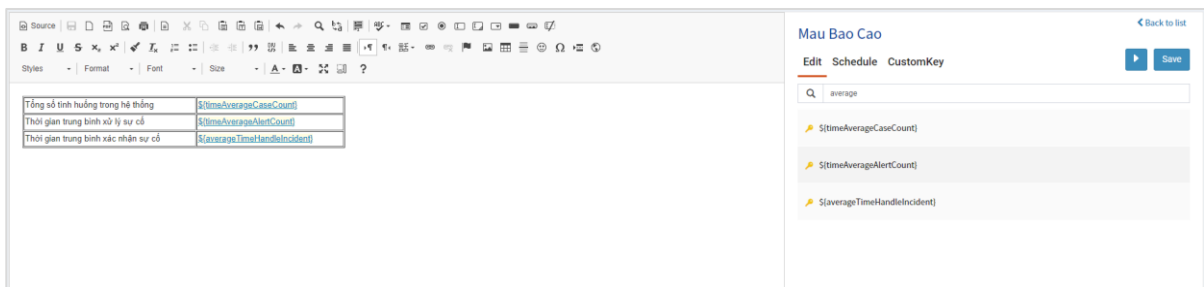 Source
Styles Format Font Size
Tổng số tình huống trong hệ thống ${timeAverageCaseCount}
Thời gian trung bình xử lý sự cố ${timeAverageAlertCount}
Thời gian trung bình xác nhận sự cố ${averageTimeHandleIncident}
Back to list
Mau Bao Cao
Edit Schedule CustomKey
Save
average
${timeAverageCaseCount}
${timeAverageAlertCount}
${averageTimeHandleIncident}